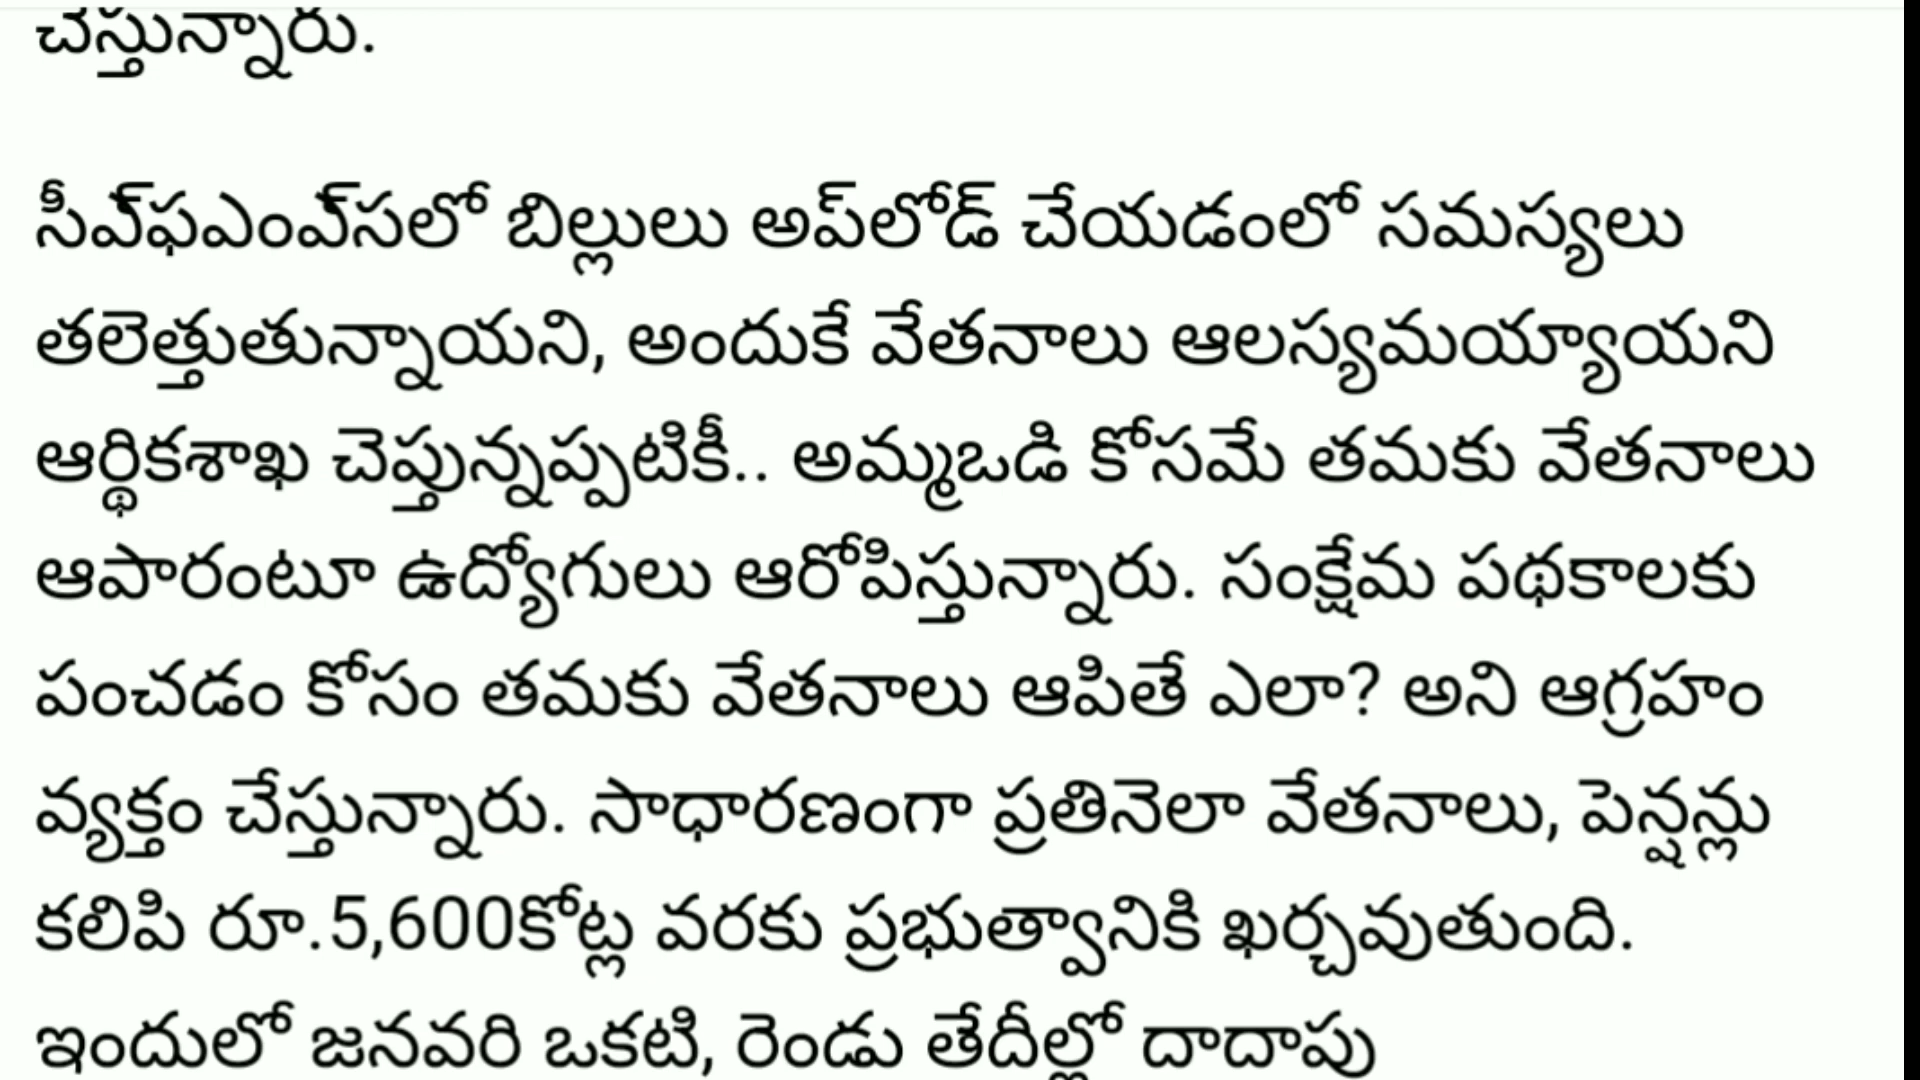 చేస్తున్నారు.
సీఎ్‌ఫఎంఎ్‌సలో బిల్లులు అప్‌లోడ్ చేయడంలో సమస్యలు
తలెత్తుతున్నాయని, అందుకే వేతనాలు ఆలస్యమయ్యాయని
ఆర్థికశాఖ చెప్తున్నప్పటికీ.. అమ్మఒడి కోసమే తమకు వేతనాలు
ఆపారంటూ ఉద్యోగులు ఆరోపిస్తున్నారు. సంక్షేమ పథకాలకు
పంచడం కోసం తమకు వేతనాలు ఆపితే ఎలా? అని ఆగ్రహం
వ్యక్తం చేస్తున్నారు. సాధారణంగా ప్రతినెలా వేతనాలు, పెన్షన్లు
కలిపి రూ.5,600కోట్ల వరకు ప్రభుత్వానికి ఖర్చవుతుంది.
ఇందులో జనవరి ఒకటి, రెండు తేదీల్లో దాదాపు